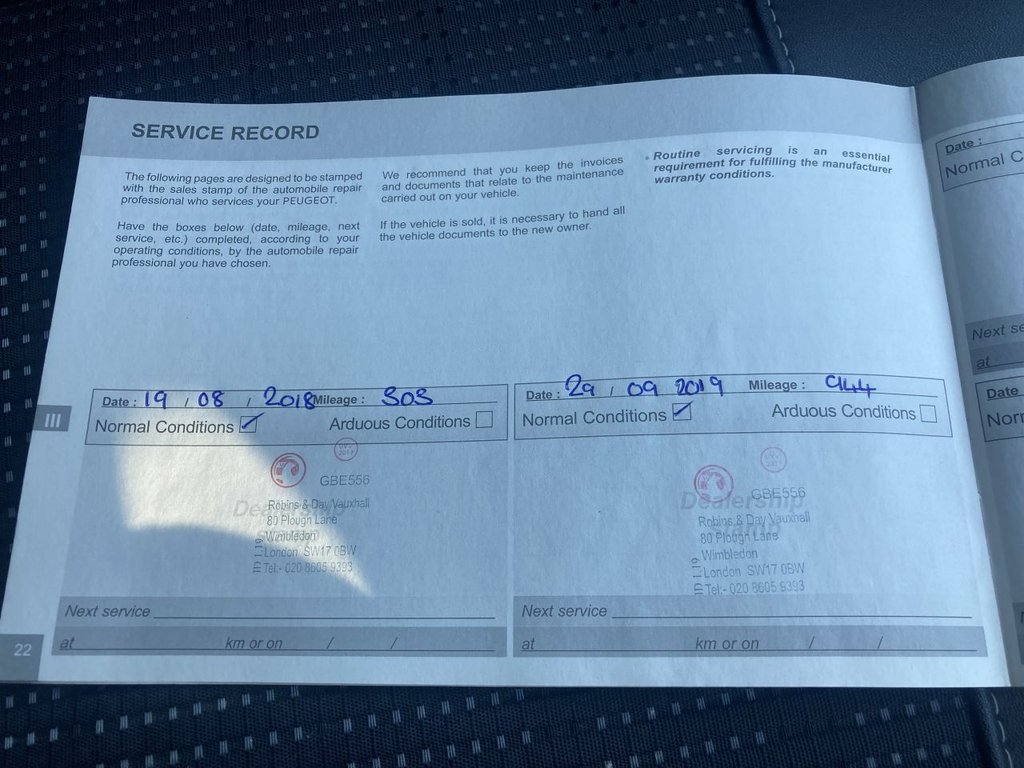 SERVICE RECORD
The following pages are designed to be stamped
with the sales stamp of the automobile repair
professional who services your PEUGEOT.
Have the boxes below (date, mileage, next
service, etc.) completed, according to your
operating conditions, by the automobile repair
professional you have chosen.
We recommend that you keep the invoices
and documents that relate to the maintenance
carried out on your vehicle.
If the vehicle is sold, it is necessary to hand all
the vehicle documents to the new owner.
• Routine servicing is an essential
requirement for fulfilling the manufacturer
warranty conditions.
III
Date : 19 / 08 / 2018 Mileage : 303
Normal Conditions Arduous Conditions
GBE556
Dealership
Robins & Day Vauxhall
80 Plough Lane
Wimbledon
London SW17 0BW
Tel:- 020 8605 9393
Next service
at km or on / /
Date : 29 / 09 2019 Mileage : 944
Normal Conditions Arduous Conditions
GBE556
Dealership
stamp
Robins & Day Vauxhall
80 Plough Lane
Wimbledon
London SW17 0BW
Tel:- 020 8605 9393
Next service
at km or on / /
22
Date :
Normal C
Next se
at
Date
Nor